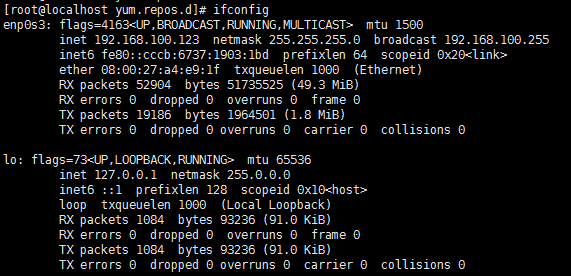 [root@localhost yum.repos.d]# ifconfig
enp0s3: flags=4163<UP,BROADCAST,RUNNING,MULTICAST>  mtu 1500
        inet 192.168.100.123  netmask 255.255.255.0  broadcast 192.168.100.255
        inet6 fe80::cccb:6737:1903:1bd  prefixlen 64  scopeid 0x20<link>
        ether 08:00:27:a4:e9:1f  txqueuelen 1000  (Ethernet)
        RX packets 52904  bytes 51735525 (49.3 MiB)
        RX errors 0  dropped 0  overruns 0  frame 0
        TX packets 19186  bytes 1964501 (1.8 MiB)
        TX errors 0  dropped 0 overruns 0  carrier 0  collisions 0

lo: flags=73<UP,LOOPBACK,RUNNING>  mtu 65536
        inet 127.0.0.1  netmask 255.0.0.0
        inet6 ::1  prefixlen 128  scopeid 0x10<host>
        loop  txqueuelen 1000  (Local Loopback)
        RX packets 1084  bytes 93236 (91.0 KiB)
        RX errors 0  dropped 0  overruns 0  frame 0
        TX packets 1084  bytes 93236 (91.0 KiB)
        TX errors 0  dropped 0 overruns 0  carrier 0  collisions 0